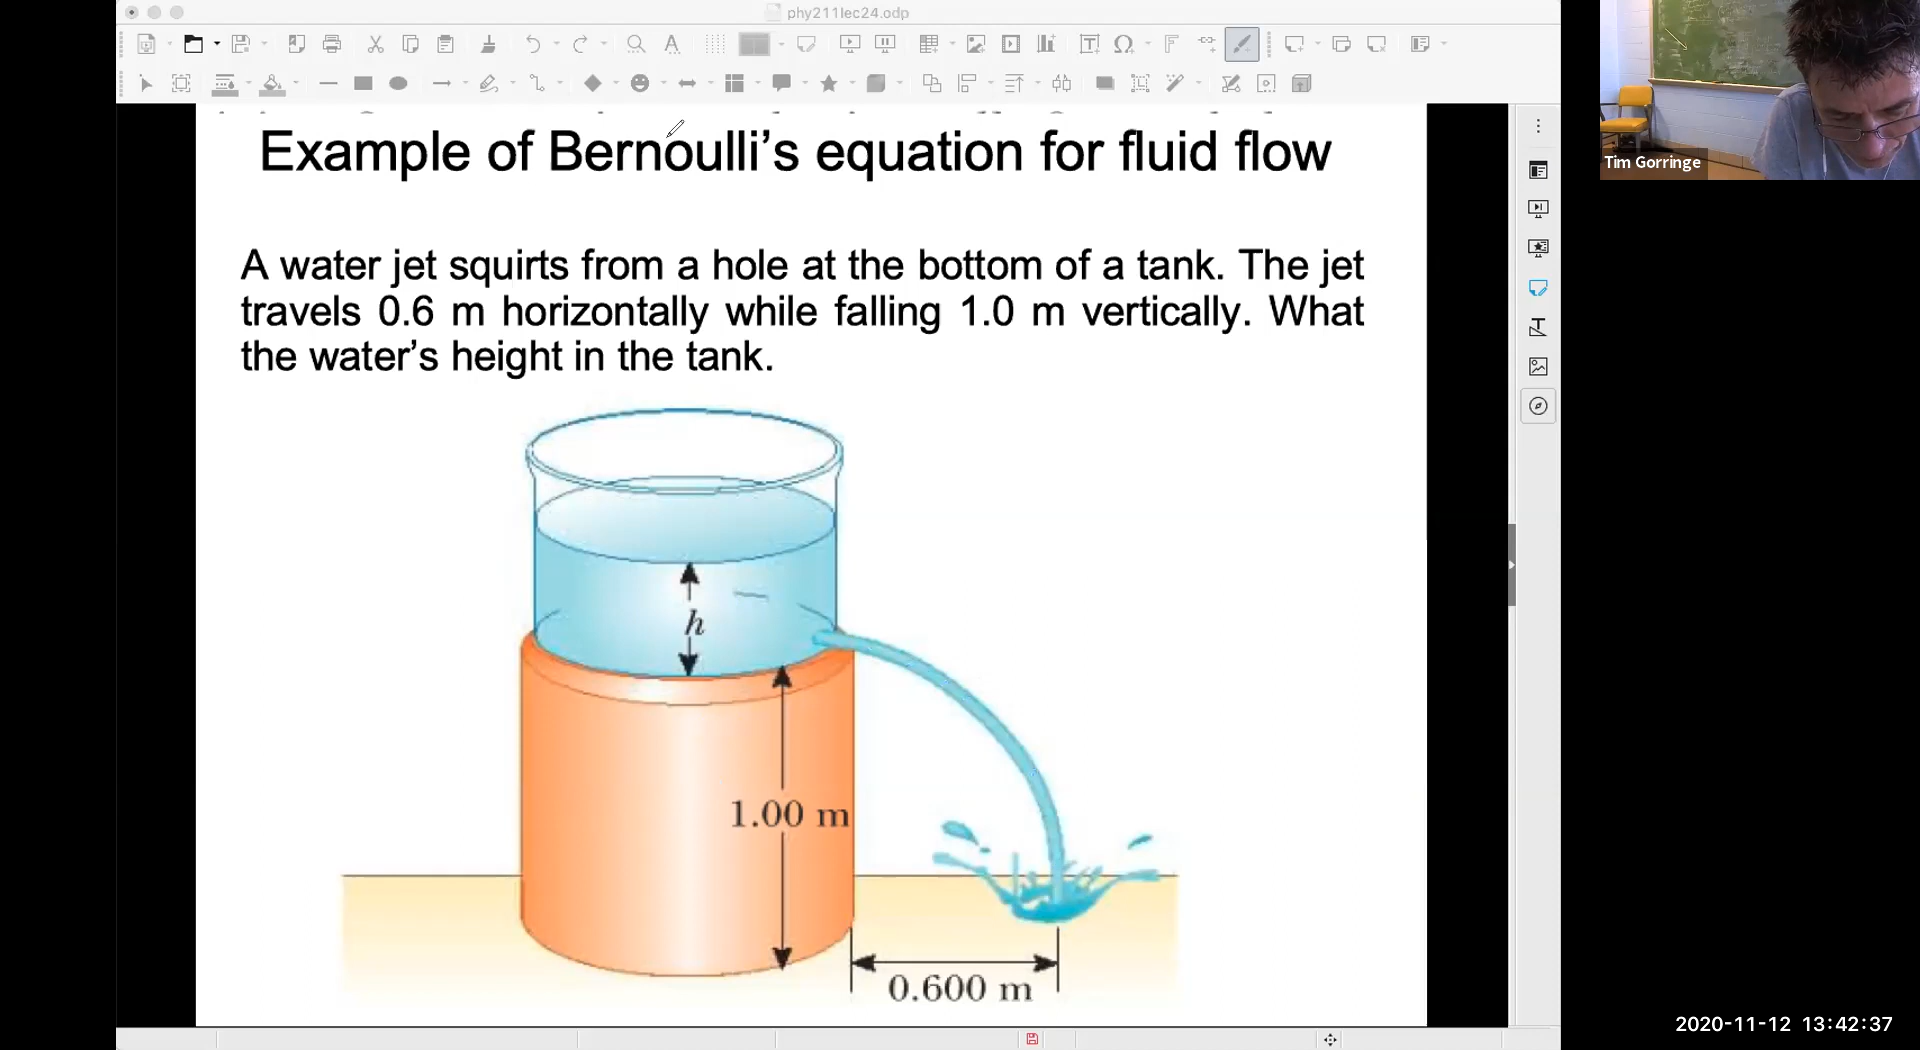 phy211lec24.odp
Example of Bernoulli's equation for fluid flow
Tim Gorringe
A water jet squirts from a hole at the bottom of a tank. The jet
travels 0.6 m horizontally while falling 1.0 m vertically. What
the water's height in the tank.
h
1.00 m
0.600 m
2020-11-12 13:42:37